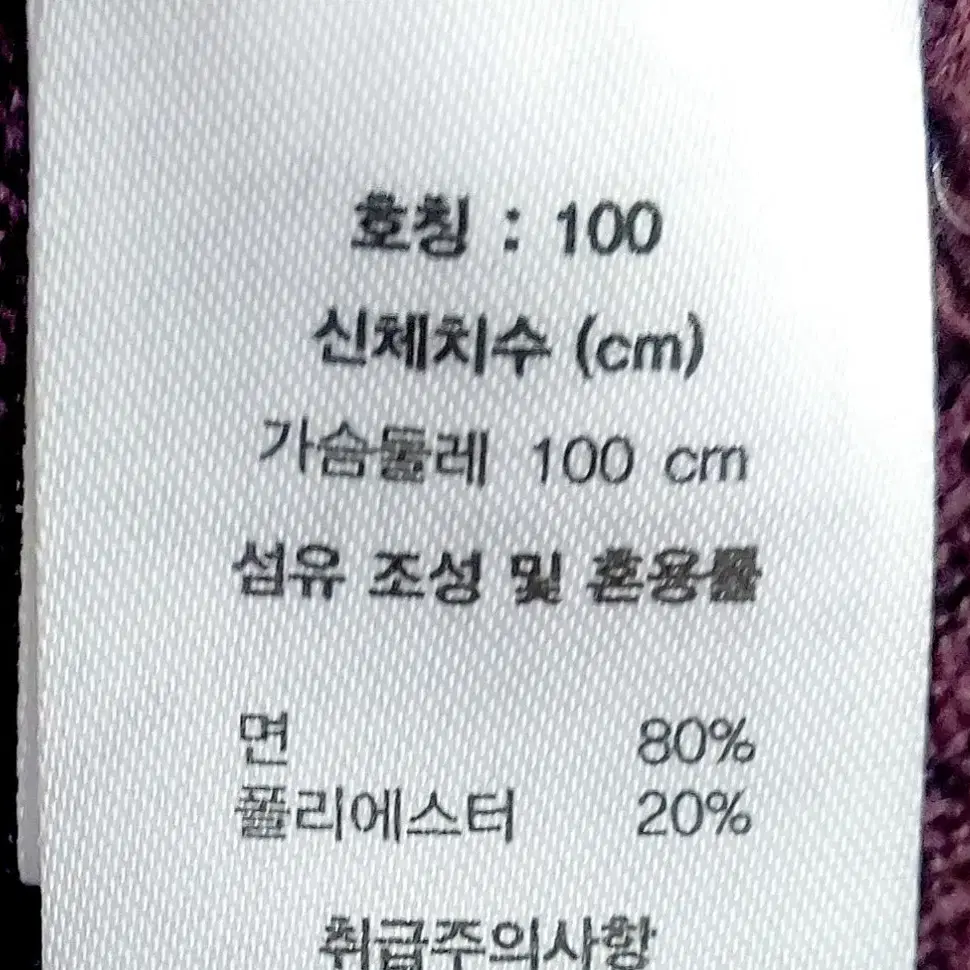 호칭 : 100
신체치수 (cm)
가슴둘레 100 cm
섬유 조성 및 혼용률
면 80%
폴리에스터 20%
취급주의사항